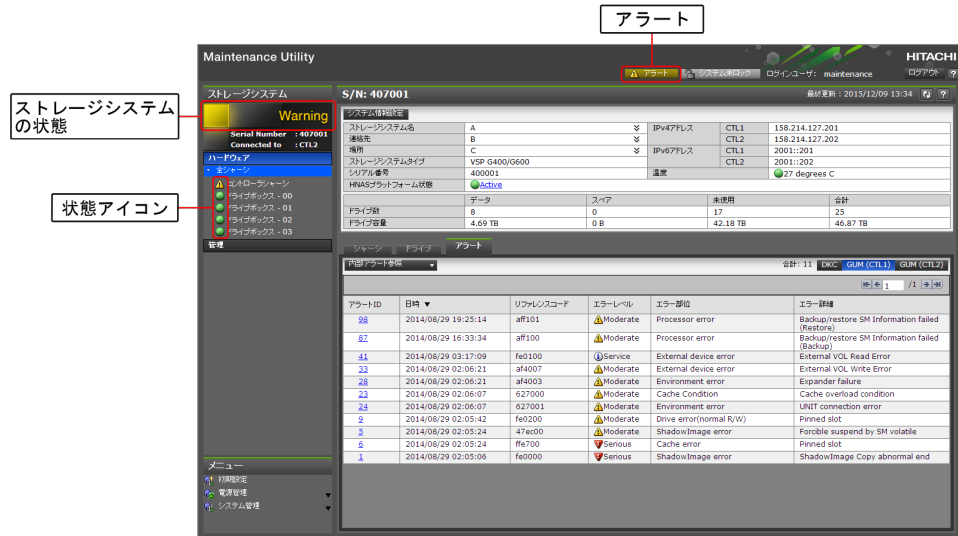 アラート
Maintenance Utility
HITACHI
アラート システム未ロック ログインユーザ: maintenance ログアウト ?
ストレージシステムの状態
状態アイコン
ストレージシステム
Warning
Serial Number : 407001
Connected to : CTL2
ハードウェア
全シャーシ
コントローラシャーシ
ドライブボックス - 00
ドライブボックス - 01
ドライブボックス - 02
ドライブボックス - 03
管理
メニュー
初期設定
電源管理
システム管理
S/N: 407001 最終更新 : 2015/12/09 13:34 ?
システム情報設定
ストレージシステム名 A IPv4アドレス CTL1 158.214.127.201
連絡先 B CTL2 158.214.127.202
場所 C IPv6アドレス CTL1 2001::201
ストレージシステムタイプ VSP G400/G600 CTL2 2001::202
シリアル番号 400001 温度 27 degrees C
HNASプラットフォーム状態 Active
データ スペア 未使用 合計
ドライブ数 8 0 17 25
ドライブ容量 4.69 TB 0 B 42.18 TB 46.87 TB
シャーシ ドライブ アラート
内部アラート参照 合計: 11 DKC GUM (CTL1) GUM (CTL2)
1 /1
アラートID 日時 ▼ リファレンスコード エラーレベル エラー部位 エラー詳細
98 2014/08/29 19:25:14 aff101 Moderate Processor error Backup/restore SM Information failed (Restore)
87 2014/08/29 16:33:34 aff100 Moderate Processor error Backup/restore SM Information failed (Backup)
41 2014/08/29 03:17:09 fe0100 Service External device error External VOL Read Error
33 2014/08/29 02:06:21 af4007 Moderate External device error External VOL Write Error
28 2014/08/29 02:06:21 af4003 Moderate Environment error Expander failure
23 2014/08/29 02:06:07 627000 Moderate Cache Condition Cache overload condition
24 2014/08/29 02:06:07 627001 Moderate Environment error UNIT connection error
9 2014/08/29 02:05:42 fe0200 Moderate Drive error(normal R/W) Pinned slot
5 2014/08/29 02:05:24 47ec00 Moderate ShadowImage error Forcible suspend by SM volatile
6 2014/08/29 02:05:24 ffe700 Serious Cache error Pinned slot
1 2014/08/29 02:05:06 fe0000 Serious ShadowImage error ShadowImage Copy abnormal end